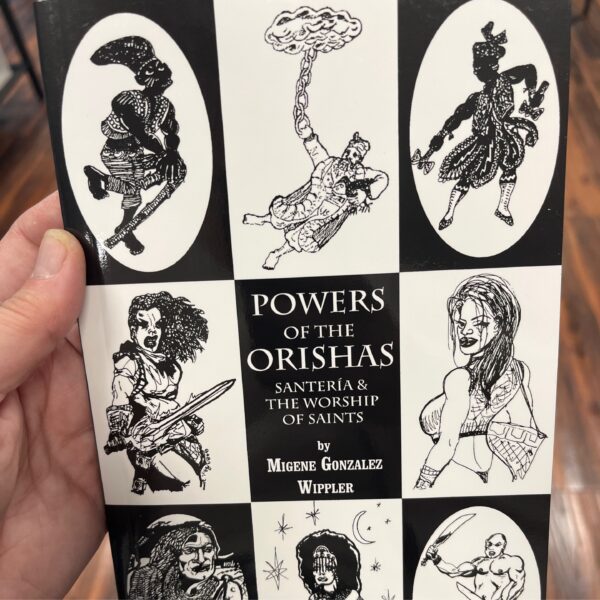 POWERS
OF THE
ORISHAS
SANTERÍA &
THE WORSHIP
OF SAINTS
by
MIGENE GONZALEZ
WIPPLER